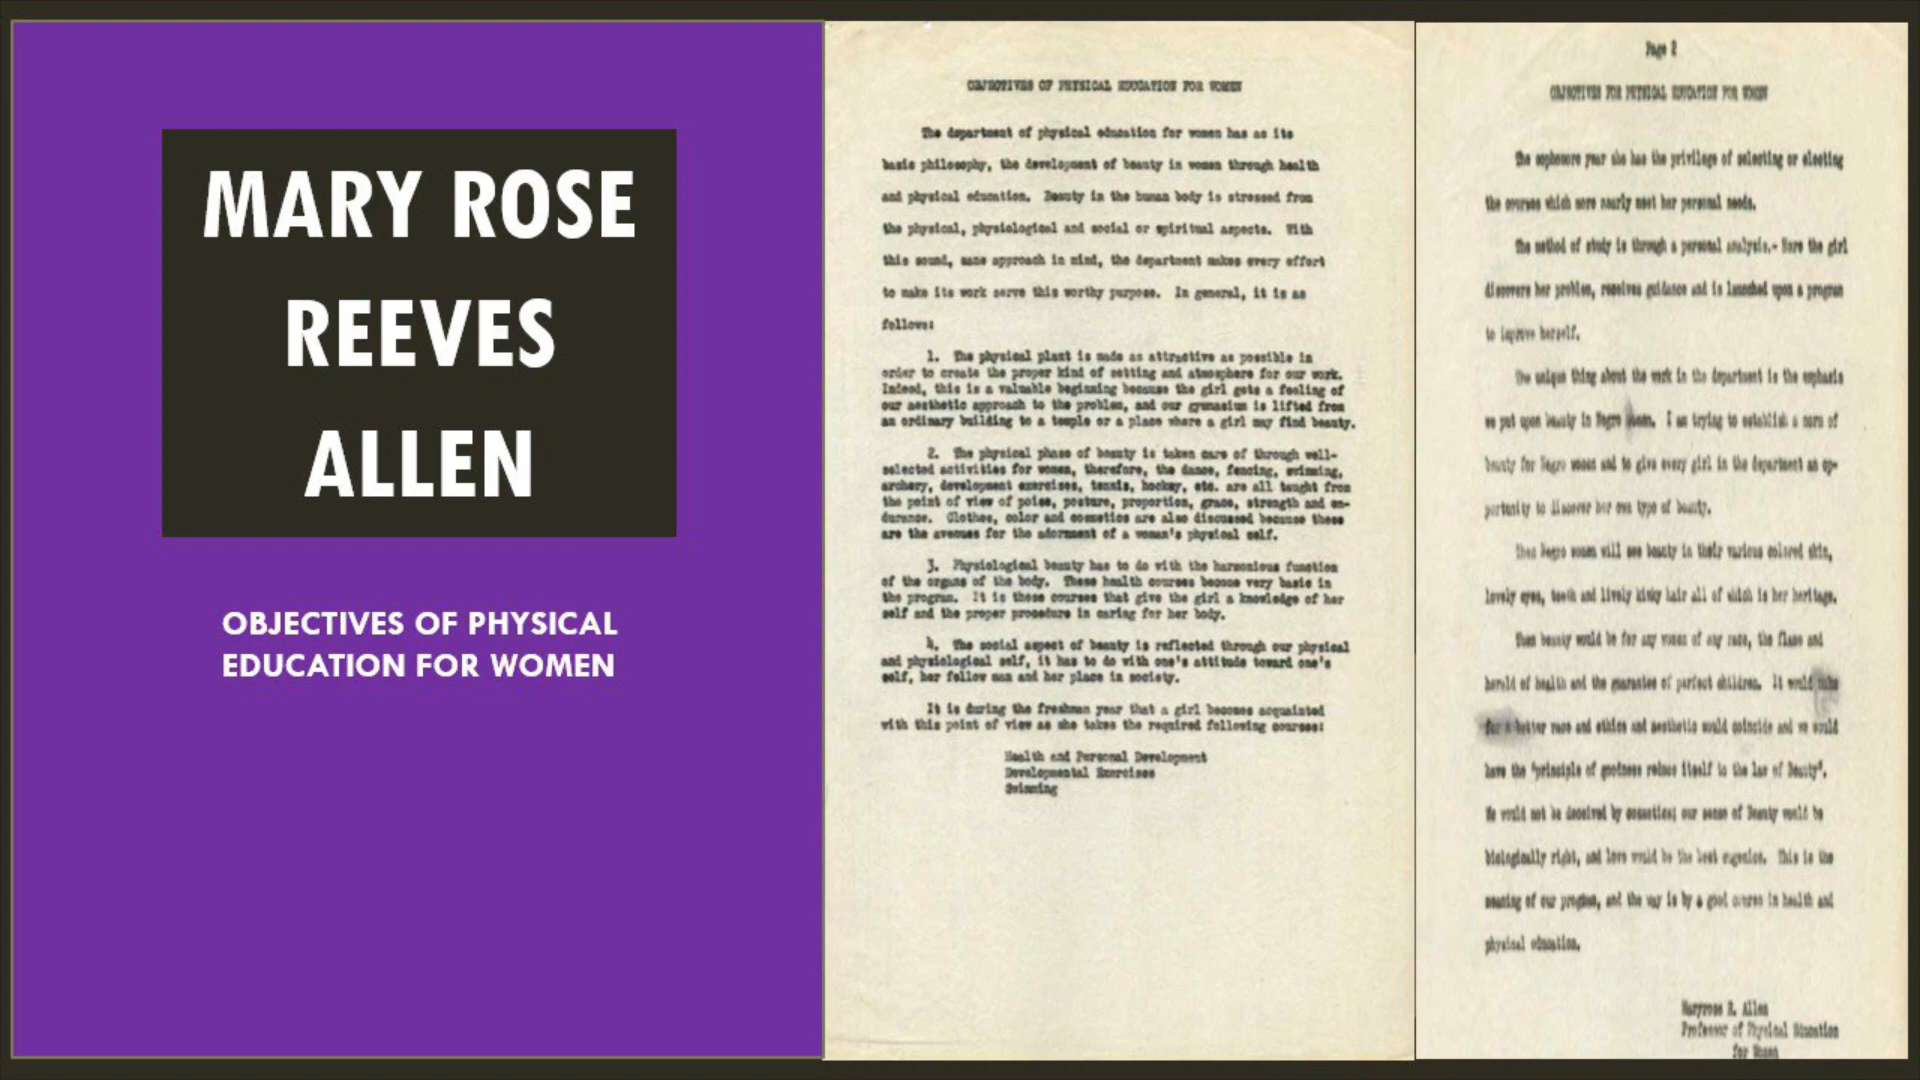 MARY ROSE
REEVES
ALLEN
OBJECTIVES OF PHYSICAL
EDUCATION FOR WOMEN
OBJECTIVES OF PHYSICAL EDUCATION FOR WOMEN
The department of physical education for women has as its
basic philosophy, the development of beauty in women through health
and physical education. Beauty in the human body is stressed from
the physical, physiological and social or spiritual aspects. With
this sound, sane approach in mind, the department makes every effort
to make its work serve this worthy purpose. In general, it is as
follows:
1. The physical plant is made as attractive as possible in
order to create the proper kind of setting and atmosphere for our work.
Indeed, this is a valuable beginning because the girl gets a feeling of
our aesthetic approach to the problem, and our gymnasium is lifted from
an ordinary building to a temple or a place where a girl may find beauty.
2. The physical phase of beauty is taken care of through well-
selected activities for women, therefore, the dance, fencing, swimming,
archery, development exercises, tennis, hockey, etc. are all taught from
the point of view of poise, posture, proportion, grace, strength and en-
durance. Clothes, color and cosmetics are also discussed because these
are the avenues for the adornment of a woman's physical self.
3. Physiological beauty has to do with the harmonious function
of the organs of the body. These health courses become very basic in
the program. It is these courses that give the girl a knowledge of her
self and the proper procedure in caring for her body.
4. The social aspect of beauty is reflected through our physical
and physiological self, it has to do with one's attitude toward one's
self, her fellow man and her place in society.
It is during the freshman year that a girl becomes acquainted
with this point of view as she takes the required following courses:
Health and Personal Development
Developmental Exercises
Swimming
Page 2
OBJECTIVES FOR PHYSICAL EDUCATION FOR WOMEN
The sophomore year she has the privilege of selecting or electing
the courses which more nearly meet her personal needs.
The method of study is through a personal analysis.- Here the girl
discovers her problem, receives guidance and is launched upon a program
to improve herself.
The unique thing about the work in the department is the emphasis
we put upon beauty in Negro women. I am trying to establish a norm of
beauty for Negro women and to give every girl in the department an op-
portunity to discover her own type of beauty.
Then Negro women will see beauty in their various colored skin,
lovely eyes, teeth and lively kinky hair all of which is her heritage.
Then beauty would be for any woman of any race, the flame and
herald of health and the guarantee of perfect children. It would make
for a better race and ethics and aesthetic would coincide and we would
have the "principle of goodness reduce itself to the law of Beauty".
We would not be deceived by cosmetics; our sense of Beauty would be
biologically right, and love would be the best eugenics. This is the
meaning of our program, and the way is by a good course in health and
physical education.
Maryrose R. Allen
Professor of Physical Education
for Women